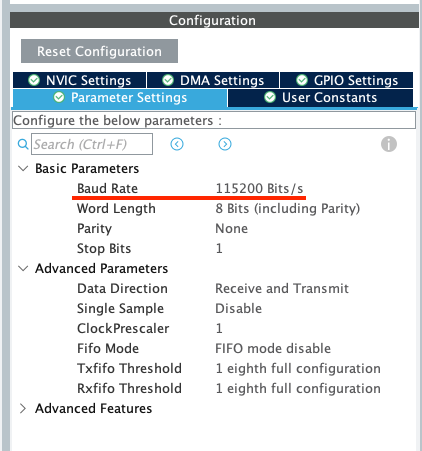 Configuration
Reset Configuration
NVIC Settings DMA Settings GPIO Settings
Parameter Settings User Constants
Configure the below parameters :
Search (Ctrl+F)
Basic Parameters
Baud Rate 115200 Bits/s
Word Length 8 Bits (including Parity)
Parity None
Stop Bits 1
Advanced Parameters
Data Direction Receive and Transmit
Single Sample Disable
ClockPrescaler 1
Fifo Mode FIFO mode disable
Txfifo Threshold 1 eighth full configuration
Rxfifo Threshold 1 eighth full configuration
Advanced Features